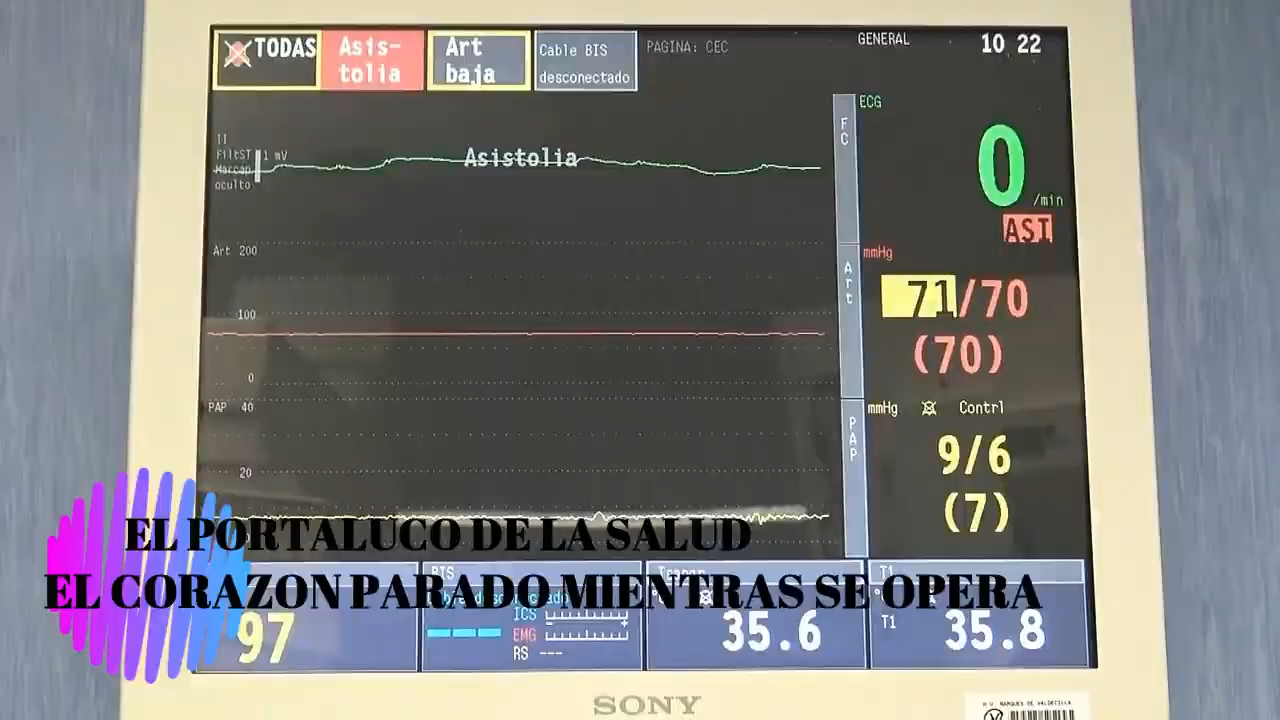 TODAS
Asis-
tolia
Art
baja
Cable BIS
desconectado
PAGINA: CEC
GENERAL
10 22
II
FiltST
Marcap
oculto
1 mV
Asistolia
FC
ECG
0
/min
ASI
Art 200
100
0
Art
mmHg
71/70
(70)
PAP 40
20
PAP
mmHg
Contrl
9/6
(7)
EL PORTALUCO DE LA SALUD
EL CORAZON PARADO MIENTRAS SE OPERA
97
BIS
ICS
EMG
RS ---
- +
35.6
T1
T1
35.8
SONY
H.U. MARQUES DE VALDECILLA